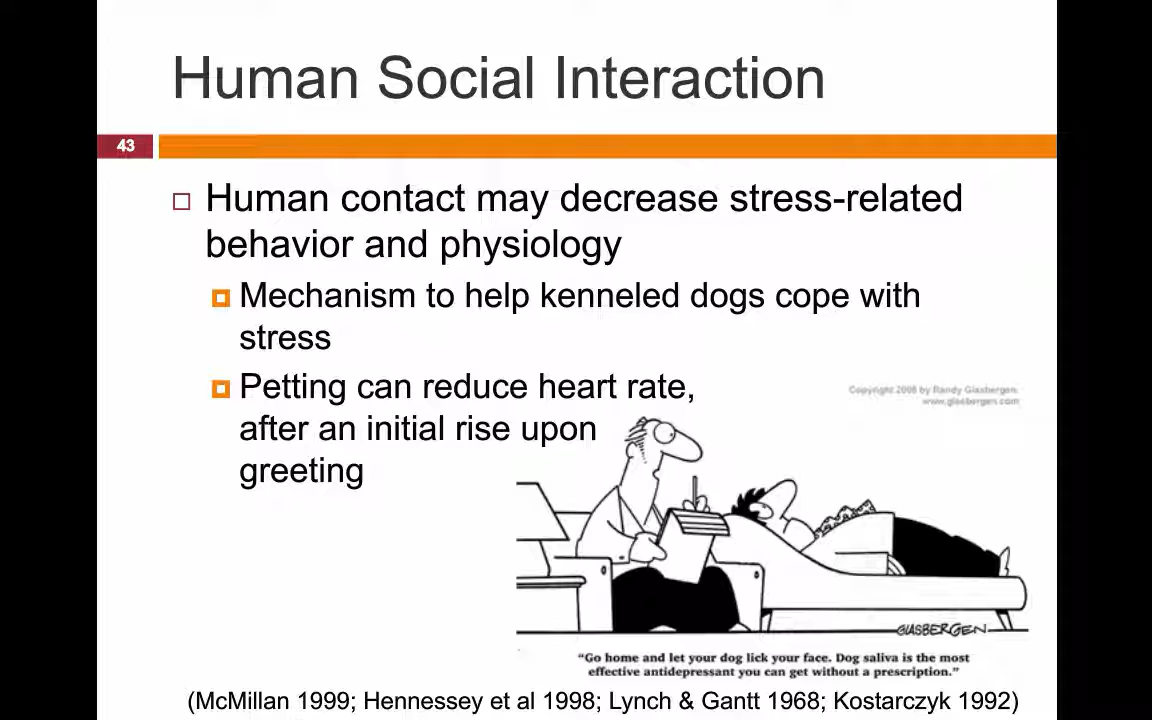 Human Social Interaction
43
Human contact may decrease stress-related
behavior and physiology
Mechanism to help kenneled dogs cope with
stress
Petting can reduce heart rate,
after an initial rise upon
greeting
Copyright 2008 by Randy Glasbergen.
www.glasbergen.com
GLASBERGEN
"Go home and let your dog lick your face. Dog saliva is the most
effective antidepressant you can get without a prescription."
(McMillan 1999; Hennessey et al 1998; Lynch & Gantt 1968; Kostarczyk 1992)